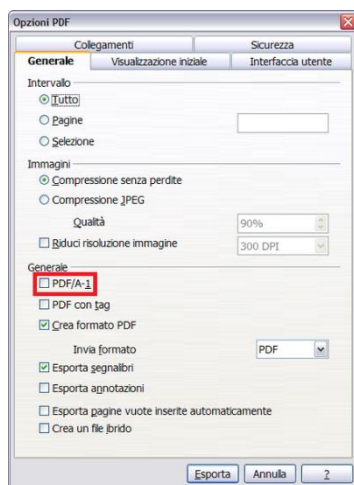 Opzioni PDF
Collegamenti Sicurezza
Generale Visualizzazione iniziale Interfaccia utente
Intervallo
Tutto
Pagine
Selezione
Immagini
Compressione senza perdite
Compressione JPEG
Qualità 90%
Riduci risoluzione immagine 300 DPI
Generale
PDF/A-1
PDF con tag
Crea formato PDF
Invia formato PDF
Esporta segnalibri
Esporta annotazioni
Esporta pagine vuote inserite automaticamente
Crea un file ibrido
Esporta Annulla ?